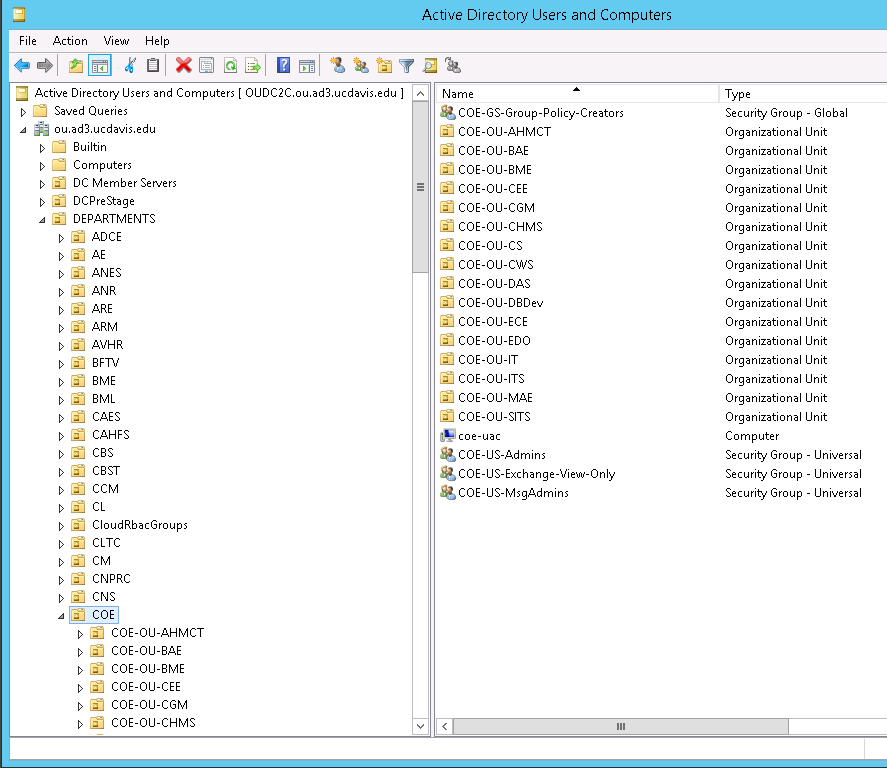 Active Directory Users and Computers
File Action View Help
Active Directory Users and Computers [ OUDC2C.ou.ad3.ucdavis.edu ]
Saved Queries
ou.ad3.ucdavis.edu
Builtin
Computers
DC Member Servers
DCPreStage
DEPARTMENTS
ADCE
AE
ANES
ANR
ARE
ARM
AVHR
BFTV
BME
BML
CAES
CAHFS
CBS
CBST
CCM
CL
CloudRbacGroups
CLTC
CM
CNPRC
CNS
COE
COE-OU-AHMCT
COE-OU-BAE
COE-OU-BME
COE-OU-CEE
COE-OU-CGM
COE-OU-CHMS
Name Type
COE-GS-Group-Policy-Creators Security Group - Global
COE-OU-AHMCT Organizational Unit
COE-OU-BAE Organizational Unit
COE-OU-BME Organizational Unit
COE-OU-CEE Organizational Unit
COE-OU-CGM Organizational Unit
COE-OU-CHMS Organizational Unit
COE-OU-CS Organizational Unit
COE-OU-CWS Organizational Unit
COE-OU-DAS Organizational Unit
COE-OU-DBDev Organizational Unit
COE-OU-ECE Organizational Unit
COE-OU-EDO Organizational Unit
COE-OU-IT Organizational Unit
COE-OU-ITS Organizational Unit
COE-OU-MAE Organizational Unit
COE-OU-SITS Organizational Unit
coe-uac Computer
COE-US-Admins Security Group - Universal
COE-US-Exchange-View-Only Security Group - Universal
COE-US-MsgAdmins Security Group - Universal